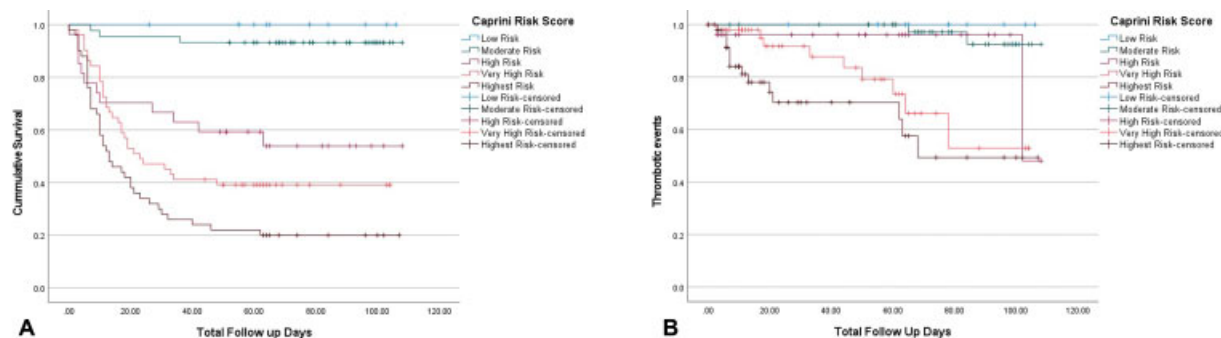 Caprini Risk Score
Low Risk
Moderate Risk
High Risk
Very High Risk
Highest Risk
Low Risk-censored
Moderate Risk-censored
High Risk-censored
Very High Risk-censored
Highest Risk-censored
Cummulative Survival
1.0
0.8
0.6
0.4
0.2
0.0
.00 20.00 40.00 60.00 80.00 100.00 120.00
Total Follow up Days
A
Caprini Risk Score
Low Risk
Moderate Risk
High Risk
Very High Risk
Highest Risk
Low Risk-censored
Moderate Risk-censored
High Risk-censored
Very High Risk-censored
Highest Risk-censored
Thrombotic events
1.0
0.8
0.6
0.4
0.2
0.0
.00 20.00 40.00 60.00 80.00 100.00 120.00
Total Follow Up Days
B